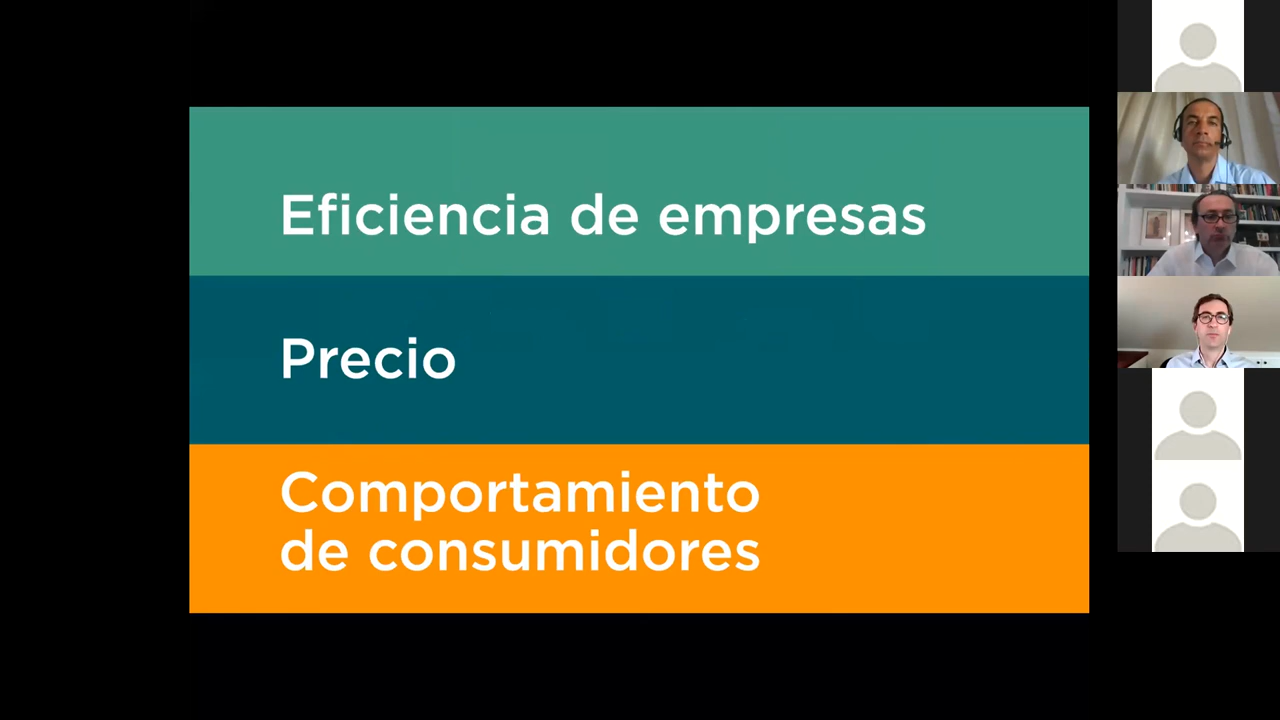 Eficiencia de empresas
Precio
Comportamiento
de consumidores